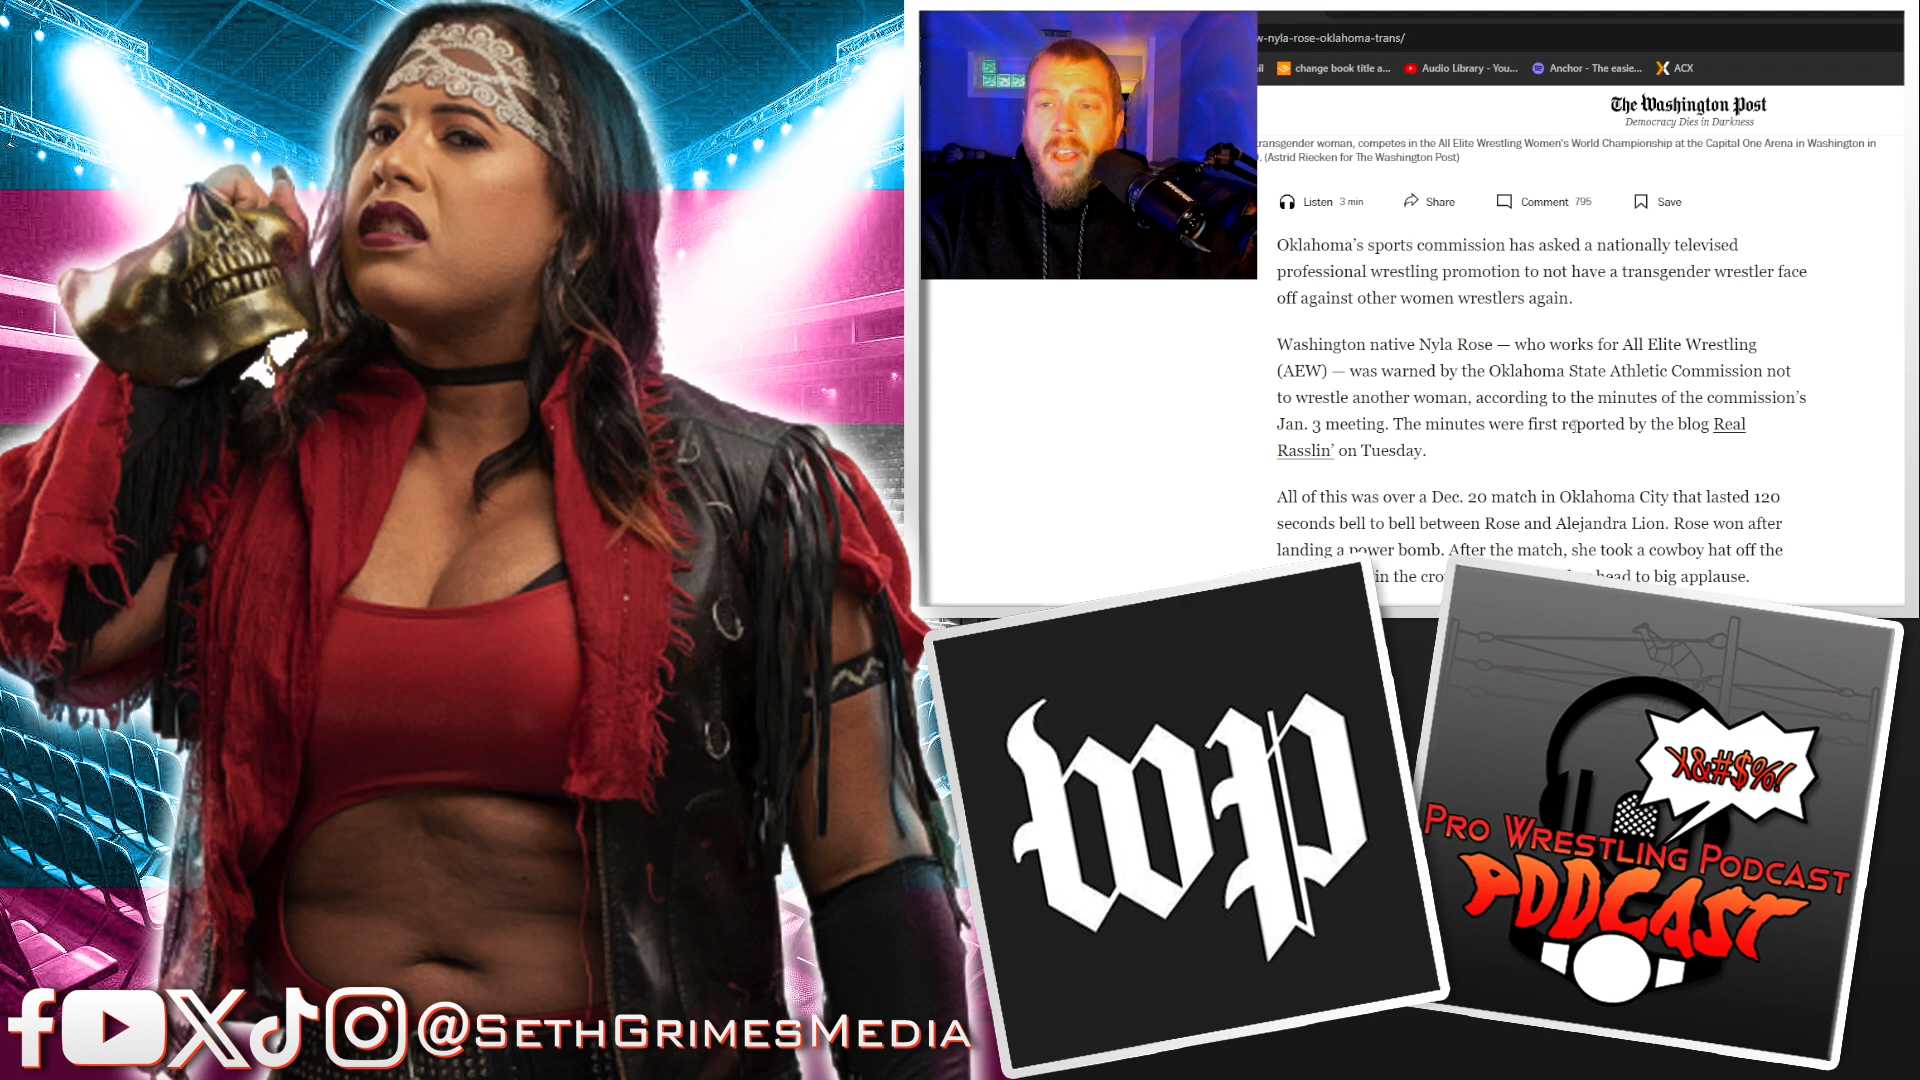 w-nyla-rose-oklahoma-trans/
change book title a...
Audio Library - You...
Anchor - The easie...
ACX
The Washington Post
Democracy Dies in Darkness
transgender woman, competes in the All Elite Wrestling Women's World Championship at the Capital One Arena in Washington in
. (Astrid Riecken for The Washington Post)
Listen 3 min
Share
Comment 795
Save
Oklahoma's sports commission has asked a nationally televised
professional wrestling promotion to not have a transgender wrestler face
off against other women wrestlers again.
Washington native Nyla Rose — who works for All Elite Wrestling
(AEW) — was warned by the Oklahoma State Athletic Commission not
to wrestle another woman, according to the minutes of the commission's
Jan. 3 meeting. The minutes were first reported by the blog Real
Rasslin' on Tuesday.
All of this was over a Dec. 20 match in Oklahoma City that lasted 120
seconds bell to bell between Rose and Alejandra Lion. Rose won after
landing a power bomb. After the match, she took a cowboy hat off the
in the head to big applause.
wp
X&#$%!
PRO WRESTLING PODCAST
PODCAST
@SETHGRIMESMEDIA